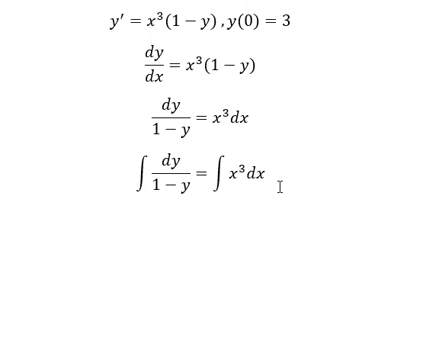 y′ = x³(1 − y) , y(0) = 3
dy/dx = x³(1 − y)
dy/(1 − y) = x³dx
∫ dy/(1 − y) = ∫ x³dx